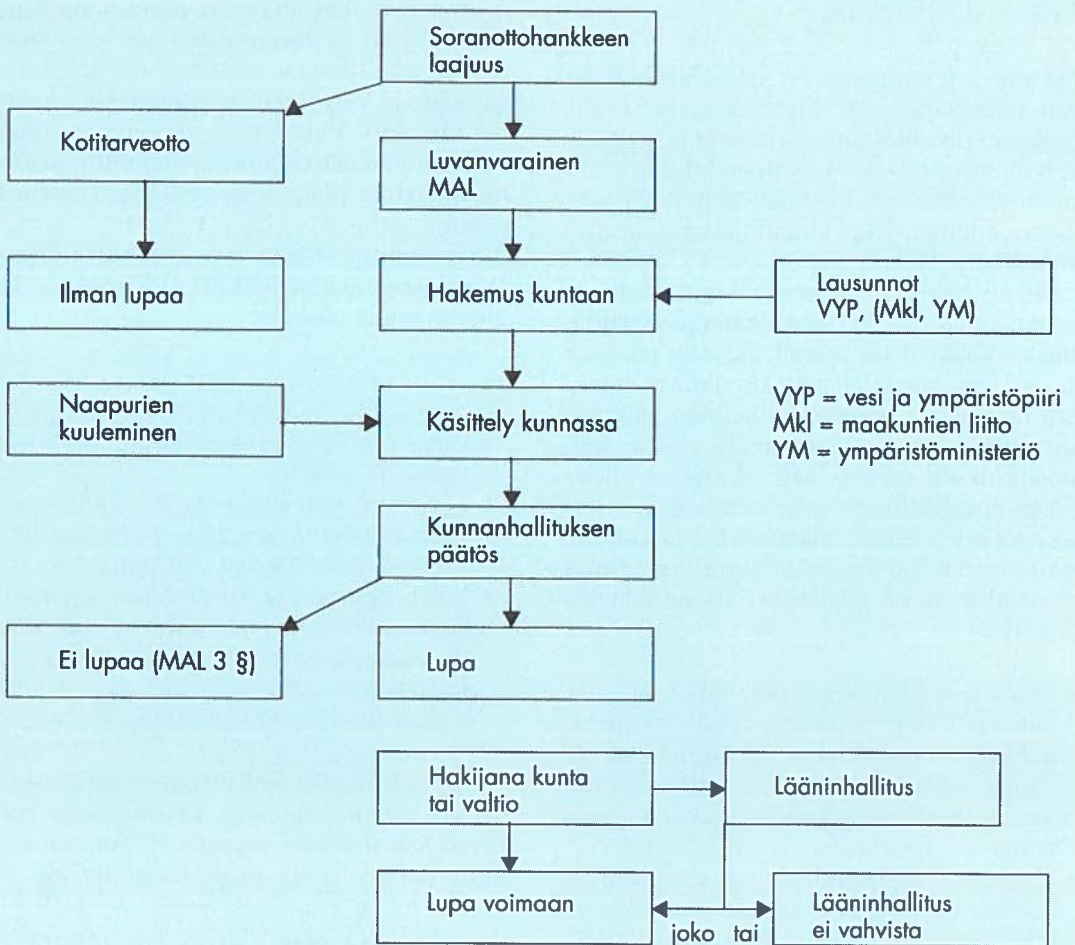 Soranottohankkeen
laajuus
Kotitarveotto
Luvanvarainen
MAL
Ilman lupaa
Hakemus kuntaan
Lausunnot
VYP, (Mkl, YM)
Naapurien
kuuleminen
Käsittely kunnassa
VYP = vesi ja ympäristöpiiri
Mkl = maakuntien liitto
YM = ympäristöministeriö
Kunnanhallituksen
päätös
Ei lupaa (MAL 3 §)
Lupa
Hakijana kunta
tai valtio
Lääninhallitus
Lupa voimaan
joko tai
Lääninhallitus
ei vahvista